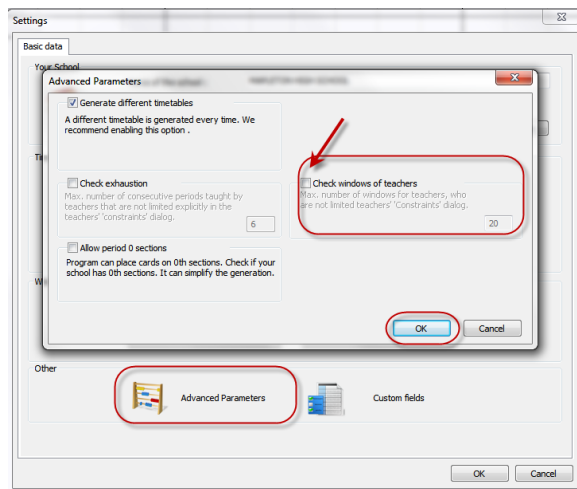 Settings
Basic data
Your School
Advanced Parameters
Generate different timetables
A different timetable is generated every time. We
recommend enabling this option .
Check exhaustion
Max. number of consecutive periods taught by
teachers that are not limited explicitly in the
teachers' 'constraints' dialog.
6
Check windows of teachers
Max. number of windows for teachers, who
are not limited teachers' 'Constraints' dialog.
20
Allow period 0 sections
Program can place cards on 0th sections. Check if your
school has 0th sections. It can simplify the generation.
OK
Cancel
Other
Advanced Parameters
Custom fields
OK
Cancel